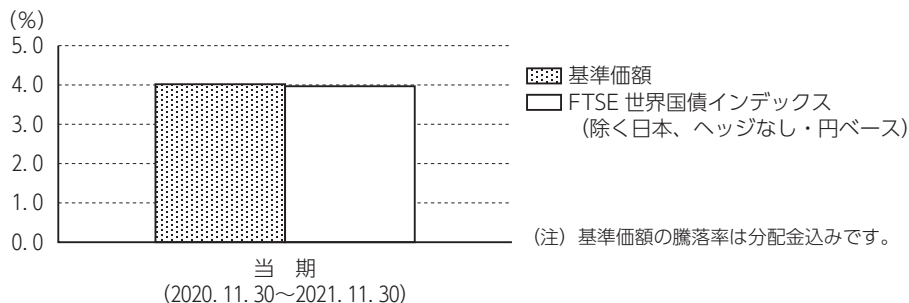 (%)
5.0
4.0
3.0
2.0
1.0
0.0
基準価額
FTSE 世界国債インデックス
(除く日本、ヘッジなし・円ベース)
(注) 基準価額の騰落率は分配金込みです。
当 期
(2020. 11. 30～2021. 11. 30)